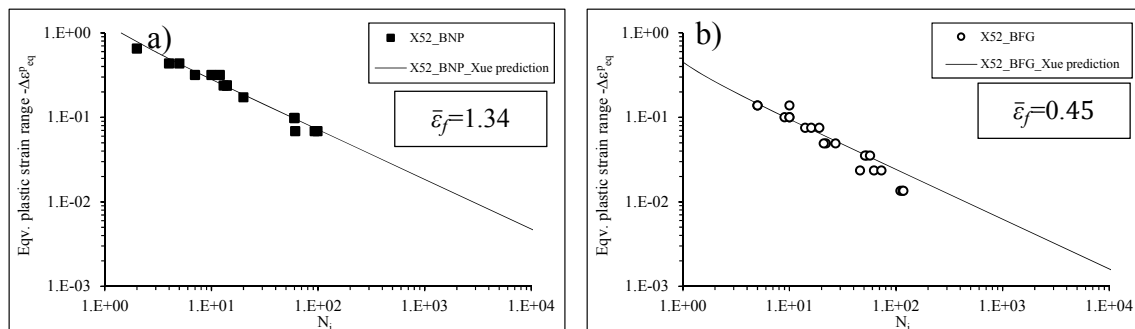 a)
X52_BNP
X52_BNP_Xue prediction
ε̄f=1.34
Eqv. plastic strain range -Δεᵖeq
1.E+00
1.E-01
1.E-02
1.E-03
1.E+00
1.E+01
1.E+02
1.E+03
1.E+04
Ni
b)
X52_BFG
X52_BFG_Xue prediction
ε̄f=0.45
Eqv. plastic strain range -Δεᵖeq
1.E+00
1.E-01
1.E-02
1.E-03
1.E+00
1.E+01
1.E+02
1.E+03
1.E+04
Ni